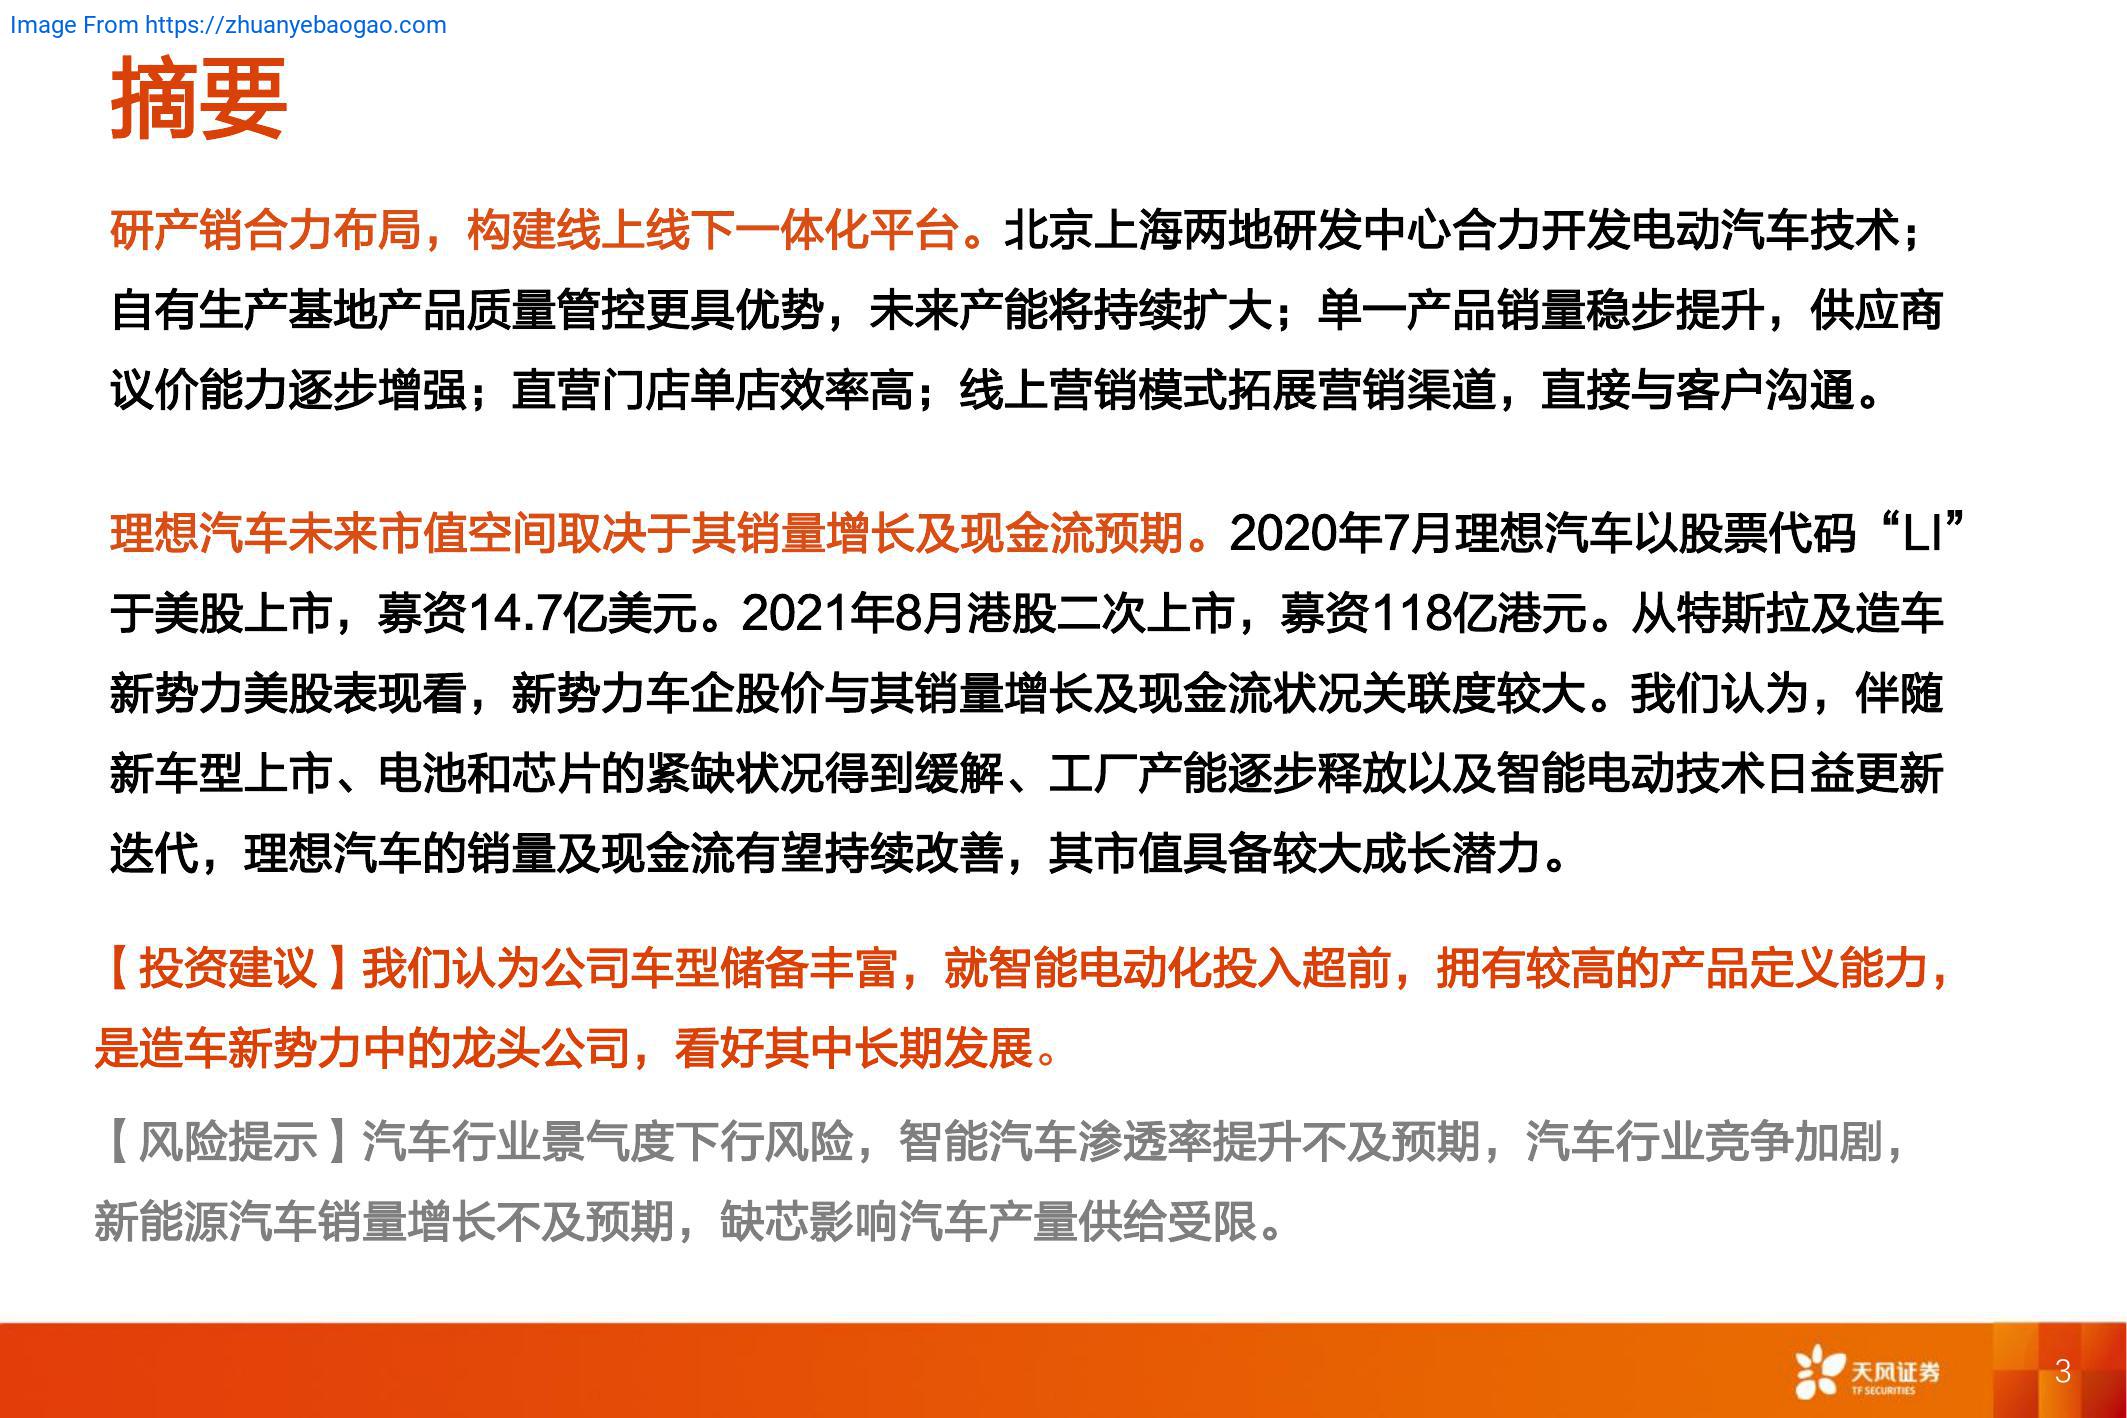 Image From https://zhuanyebaogao.com
摘要
研产销合力布局，构建线上线下一体化平台。北京上海两地研发中心合力开发电动汽车技术；
自有生产基地产品质量管控更具优势，未来产能将持续扩大；单一产品销量稳步提升，供应商
议价能力逐步增强；直营门店单店效率高；线上营销模式拓展营销渠道，直接与客户沟通。
理想汽车未来市值空间取决于其销量增长及现金流预期。2020年7月理想汽车以股票代码“LI”
于美股上市，募资14.7亿美元。2021年8月港股二次上市，募资118亿港元。从特斯拉及造车
新势力美股表现看，新势力车企股价与其销量增长及现金流状况关联度较大。我们认为，伴随
新车型上市、电池和芯片的紧缺状况得到缓解、工厂产能逐步释放以及智能电动技术日益更新
迭代，理想汽车的销量及现金流有望持续改善，其市值具备较大成长潜力。
【投资建议】我们认为公司车型储备丰富，就智能电动化投入超前，拥有较高的产品定义能力，
是造车新势力中的龙头公司，看好其中长期发展。
【风险提示】汽车行业景气度下行风险，智能汽车渗透率提升不及预期，汽车行业竞争加剧，
新能源汽车销量增长不及预期，缺芯影响汽车产量供给受限。
天风证券
TF SECURITIES
3